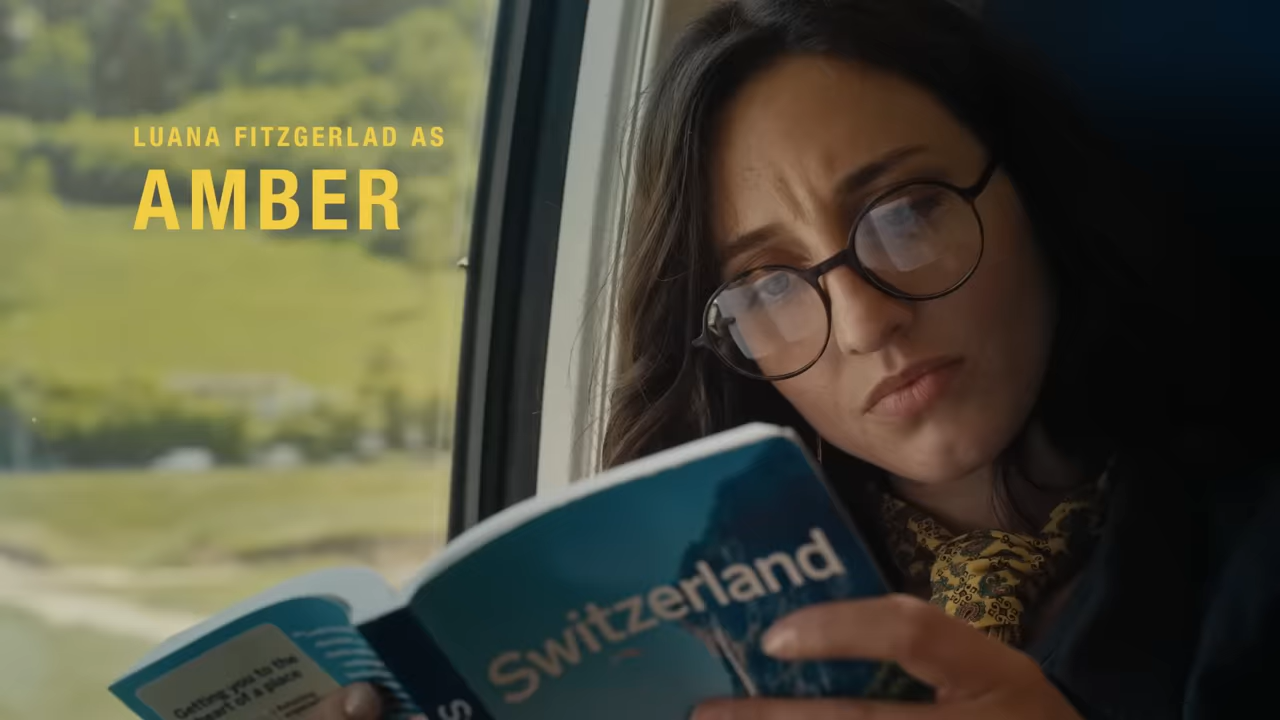 LUANA FITZGERLAD AS
AMBER
Switzerland
S
Getting you to the
heart of a place